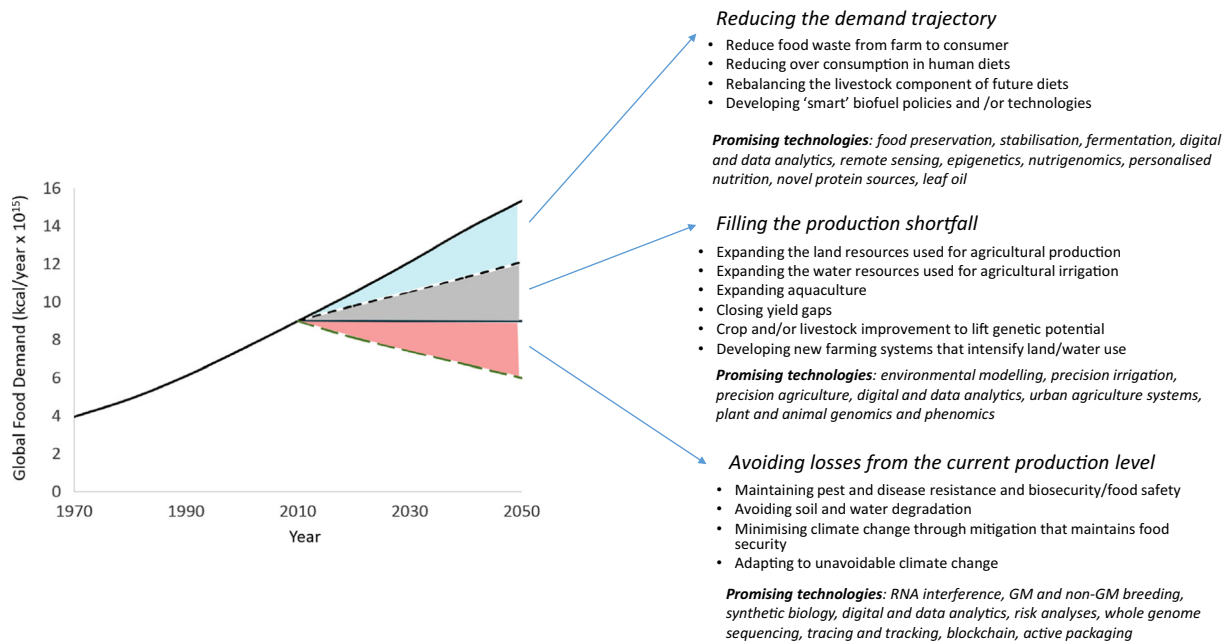 Reducing the demand trajectory
• Reduce food waste from farm to consumer
• Reducing over consumption in human diets
• Rebalancing the livestock component of future diets
• Developing ‘smart’ biofuel policies and /or technologies
Promising technologies: food preservation, stabilisation, fermentation, digital
and data analytics, remote sensing, epigenetics, nutrigenomics, personalised
nutrition, novel protein sources, leaf oil
Filling the production shortfall
• Expanding the land resources used for agricultural production
• Expanding the water resources used for agricultural irrigation
• Expanding aquaculture
• Closing yield gaps
• Crop and/or livestock improvement to lift genetic potential
• Developing new farming systems that intensify land/water use
Promising technologies: environmental modelling, precision irrigation,
precision agriculture, digital and data analytics, urban agriculture systems,
plant and animal genomics and phenomics
Avoiding losses from the current production level
• Maintaining pest and disease resistance and biosecurity/food safety
• Avoiding soil and water degradation
• Minimising climate change through mitigation that maintains food
security
• Adapting to unavoidable climate change
Promising technologies: RNA interference, GM and non-GM breeding,
synthetic biology, digital and data analytics, risk analyses, whole genome
sequencing, tracing and tracking, blockchain, active packaging
Global Food Demand (kcal/year x 10¹⁵)
16
14
12
10
8
6
4
2
0
1970 1990 2010 2030 2050
Year